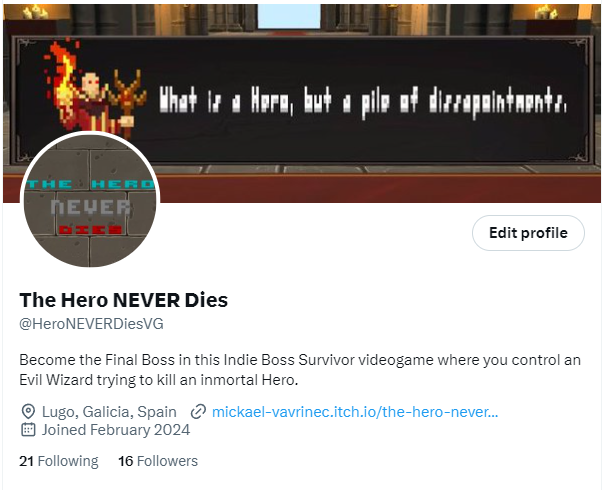 What is a Hero, but a pile of dissapointments.
THE HERO
NEVER
DIES
Edit profile
The Hero NEVER Dies
@HeroNEVERDiesVG
Become the Final Boss in this Indie Boss Survivor videogame where you control an
Evil Wizard trying to kill an inmortal Hero.
Lugo, Galicia, Spain mickael-vavrinec.itch.io/the-hero-never...
Joined February 2024
21 Following 16 Followers